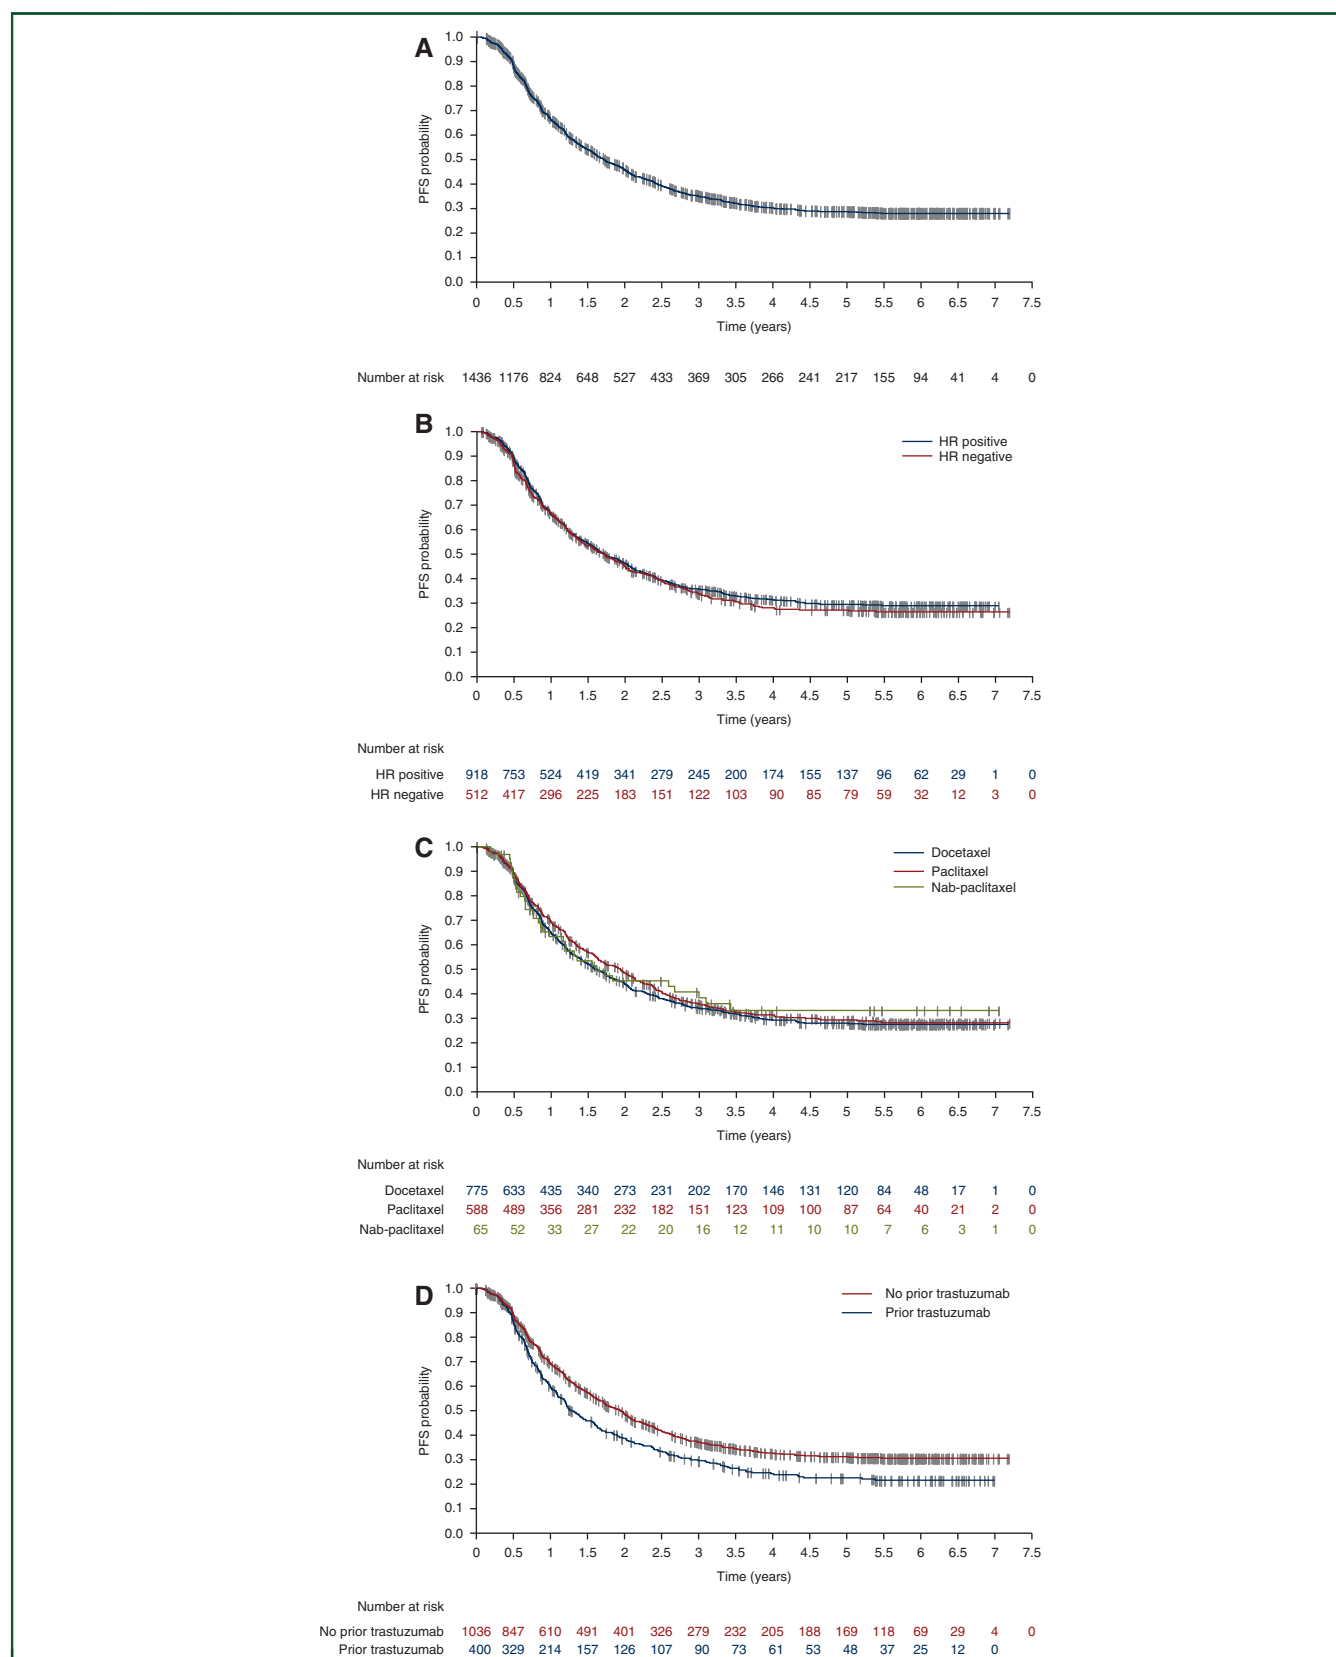 A
1.0
0.9
0.8
0.7
0.6
0.5
0.4
0.3
0.2
0.1
0.0
PFS probability
0 0.5 1 1.5 2 2.5 3 3.5 4 4.5 5 5.5 6 6.5 7 7.5
Time (years)
Number at risk 1436 1176 824 648 527 433 369 305 266 241 217 155 94 41 4 0
B
HR positive
HR negative
1.0
0.9
0.8
0.7
0.6
0.5
0.4
0.3
0.2
0.1
0.0
PFS probability
0 0.5 1 1.5 2 2.5 3 3.5 4 4.5 5 5.5 6 6.5 7 7.5
Time (years)
Number at risk
HR positive 918 753 524 419 341 279 245 200 174 155 137 96 62 29 1 0
HR negative 512 417 296 225 183 151 122 103 90 85 79 59 32 12 3 0
C
Docetaxel
Paclitaxel
Nab-paclitaxel
1.0
0.9
0.8
0.7
0.6
0.5
0.4
0.3
0.2
0.1
0.0
PFS probability
0 0.5 1 1.5 2 2.5 3 3.5 4 4.5 5 5.5 6 6.5 7 7.5
Time (years)
Number at risk
Docetaxel 775 633 435 340 273 231 202 170 146 131 120 84 48 17 1 0
Paclitaxel 588 489 356 281 232 182 151 123 109 100 87 64 40 21 2 0
Nab-paclitaxel 65 52 33 27 22 20 16 12 11 10 10 7 6 3 1 0
D
No prior trastuzumab
Prior trastuzumab
1.0
0.9
0.8
0.7
0.6
0.5
0.4
0.3
0.2
0.1
0.0
PFS probability
0 0.5 1 1.5 2 2.5 3 3.5 4 4.5 5 5.5 6 6.5 7 7.5
Time (years)
Number at risk
No prior trastuzumab 1036 847 610 491 401 326 279 232 205 188 169 118 69 29 4 0
Prior trastuzumab 400 329 214 157 126 107 90 73 61 53 48 37 25 12 0